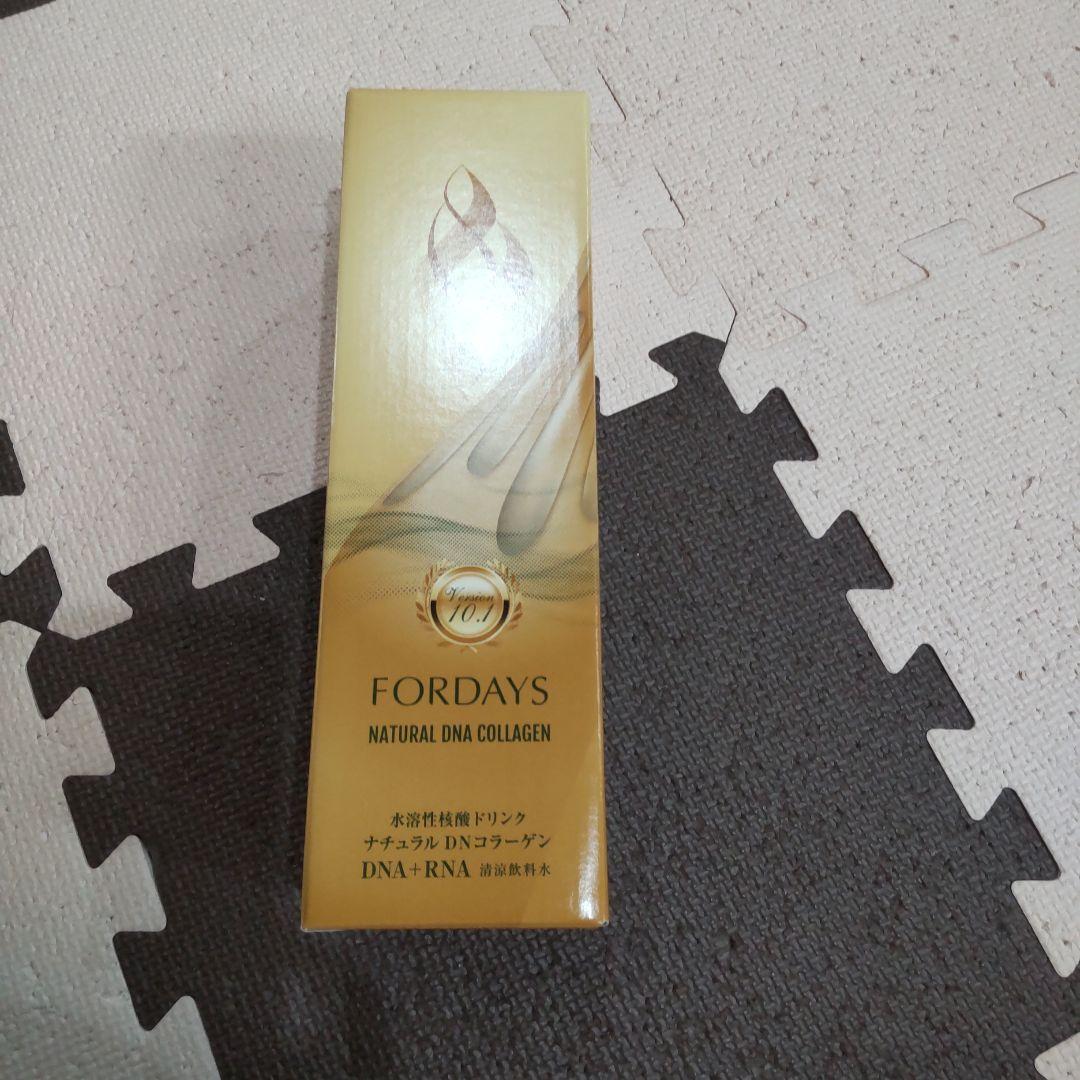 Version
10.1
FORDAYS
NATURAL DNA COLLAGEN
水溶性核酸ドリンク
ナチュラル DNコラーゲン
DNA+RNA 清涼飲料水